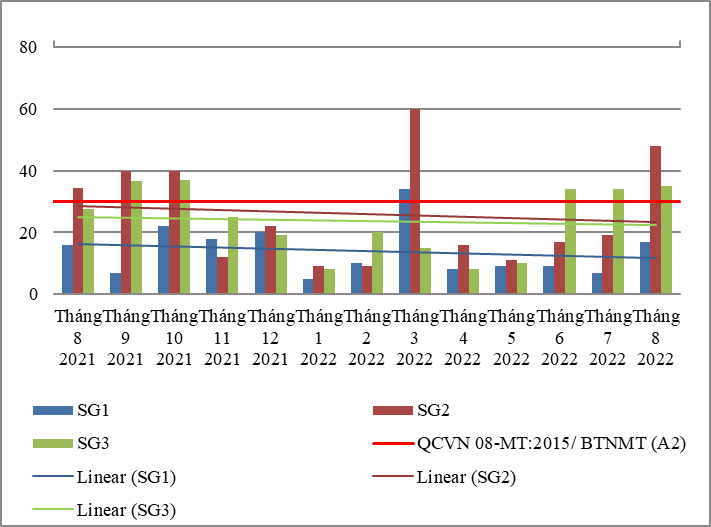 80
60
40
20
0
Tháng Tháng Tháng Tháng Tháng Tháng Tháng Tháng Tháng Tháng Tháng Tháng Tháng
8 9 10 11 12 1 2 3 4 5 6 7 8
2021 2021 2021 2021 2021 2022 2022 2022 2022 2022 2022 2022 2022
SG1 SG2
SG3 QCVN 08-MT:2015/ BTNMT (A2)
Linear (SG1) Linear (SG2)
Linear (SG3)